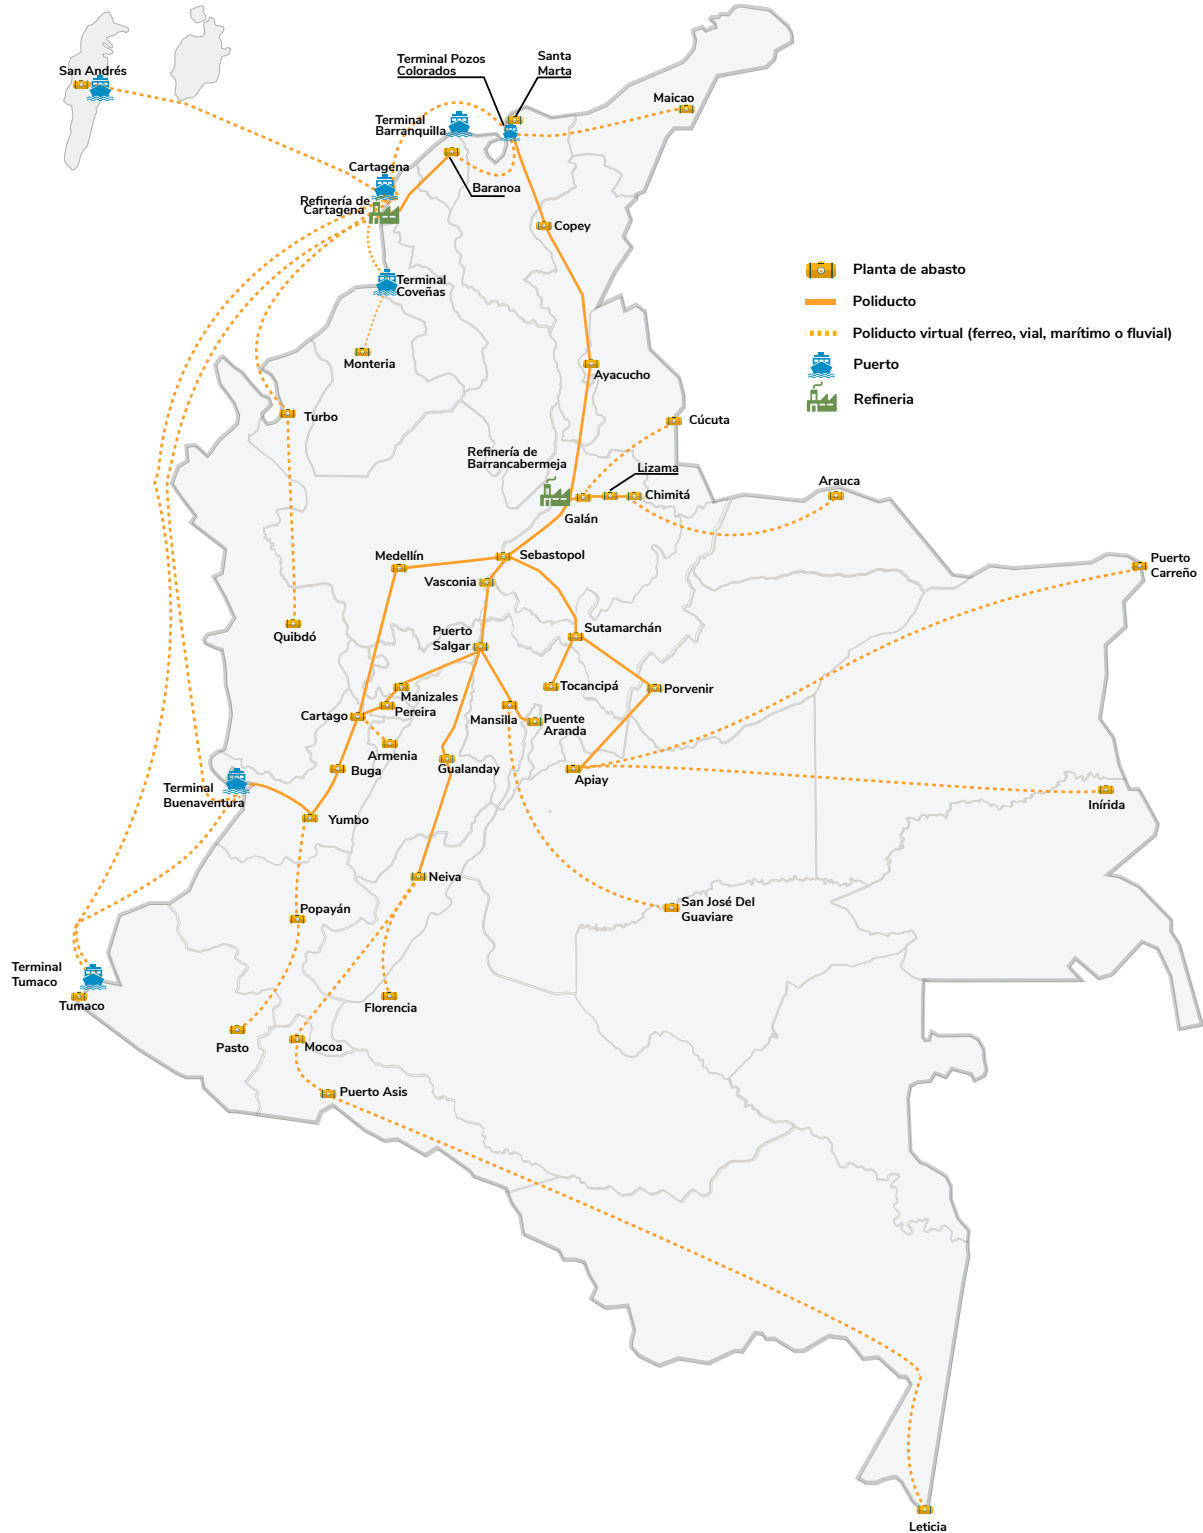 San Andrés
Terminal Pozos
Colorados
Santa
Marta
Maicao
Terminal
Barranquilla
Cartagena
Baranoa
Refinería de
Cartagena
Copey
Terminal
Coveñas
Planta de abasto
Poliducto
Poliducto virtual (ferreo, vial, marítimo o fluvial)
Puerto
Refineria
Monteria
Ayacucho
Turbo
Cúcuta
Refinería de
Barrancabermeja
Lizama
Chimitá
Arauca
Galán
Medellín
Sebastopol
Vasconia
Puerto
Carreño
Quibdó
Puerto
Salgar
Sutamarchán
Tocancipá
Porvenir
Manizales
Pereira
Cartago
Mansilla
Puente
Aranda
Armenia
Buga
Gualanday
Apiay
Terminal
Buenaventura
Inírida
Yumbo
Neiva
Popayán
San José Del
Guaviare
Terminal
Tumaco
Tumaco
Florencia
Pasto
Mocoa
Puerto Asis
Leticia